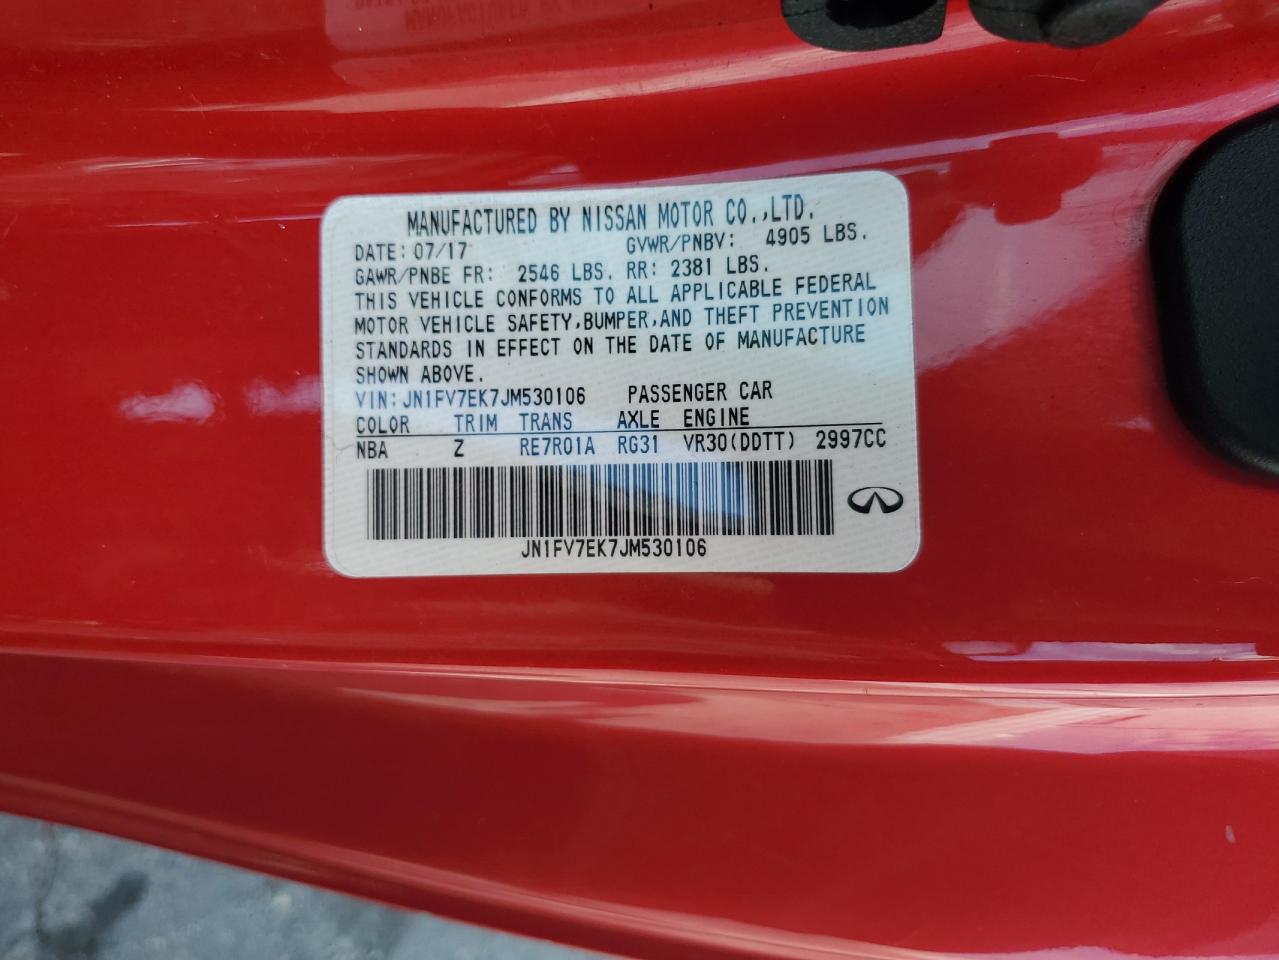 MANUFACTURED BY NISSAN MOTOR CO.,LTD.
DATE: 07/17 GVWR/PNBV: 4905 LBS.
GAWR/PNBE FR: 2546 LBS. RR: 2381 LBS.
THIS VEHICLE CONFORMS TO ALL APPLICABLE FEDERAL
MOTOR VEHICLE SAFETY,BUMPER,AND THEFT PREVENTION
STANDARDS IN EFFECT ON THE DATE OF MANUFACTURE
SHOWN ABOVE.
VIN:JN1FV7EK7JM530106 PASSENGER CAR
COLOR TRIM TRANS AXLE ENGINE
NBA Z RE7R01A RG31 VR30(DDTT) 2997CC
JN1FV7EK7JM530106